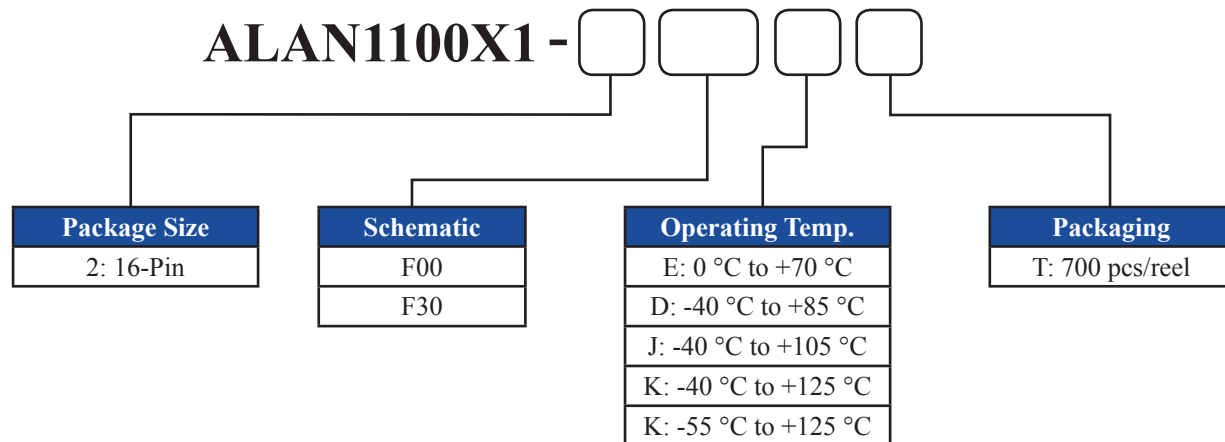 ALAN1100X1 -
Package Size
2: 16-Pin
Schematic
F00
F30
Operating Temp.
E: 0 °C to +70 °C
D: -40 °C to +85 °C
J: -40 °C to +105 °C
K: -40 °C to +125 °C
K: -55 °C to +125 °C
Packaging
T: 700 pcs/reel